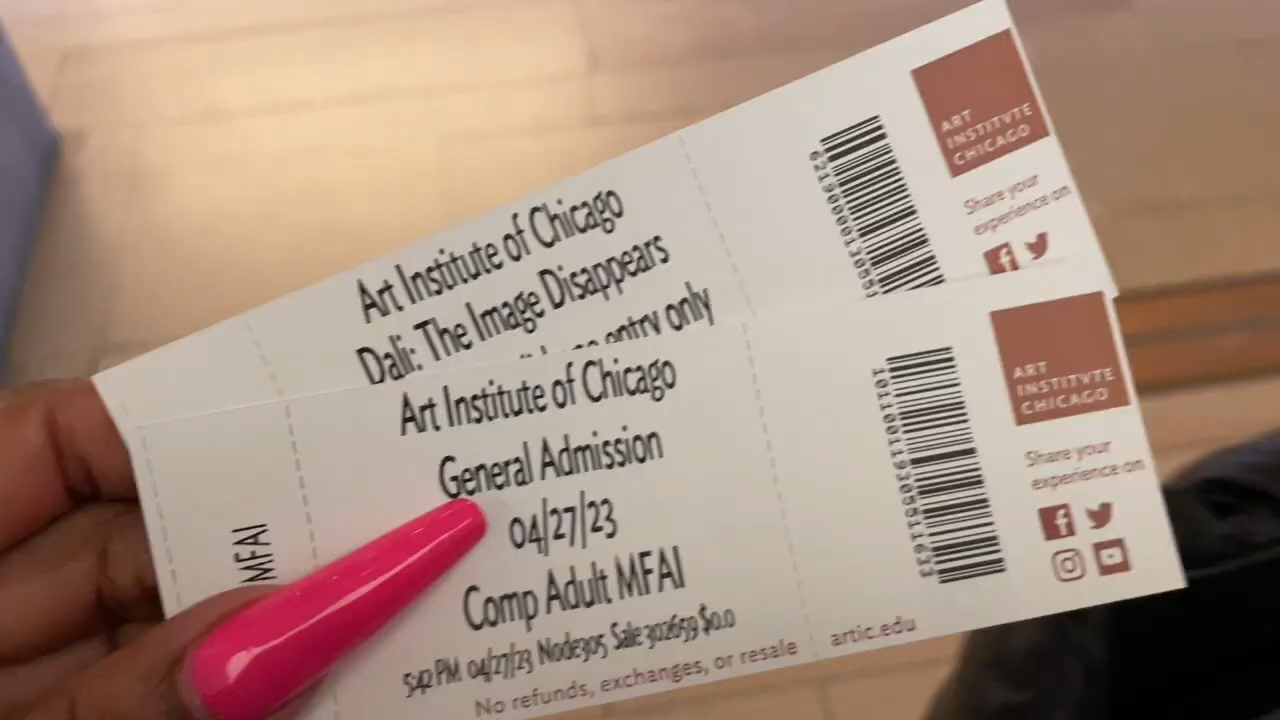 Art Institute of Chicago
Dali: The Image Disappears
entry only
ART
INSTITVTE
CHICAGO
Share your
experience on
Art Institute of Chicago
General Admission
04/27/23
Comp Adult MFAI
5:42 PM 04/27/23 Node305 Sale 302659 $0.0
No refunds, exchanges, or resale
artic.edu
MFAI
ART
INSTITVTE
CHICAGO
Share your
experience on